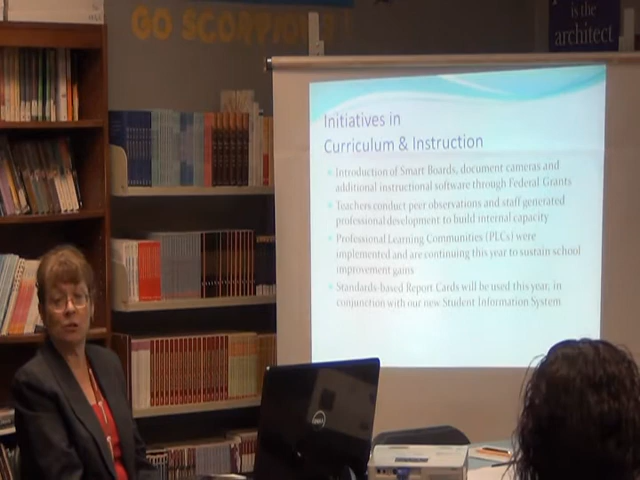 GO SCORPIONS
is the
architect
Initiatives in
Curriculum & Instruction
Introduction of Smart Boards, document cameras and
additional instructional software through Federal Grants
Teachers conduct peer observations and staff generated
professional development to build internal capacity
Professional Learning Communities (PLCs) were
implemented and are continuing this year to sustain school
improvement gains
Standards-based Report Cards will be used this year, in
conjunction with our new Student Information System
DELL